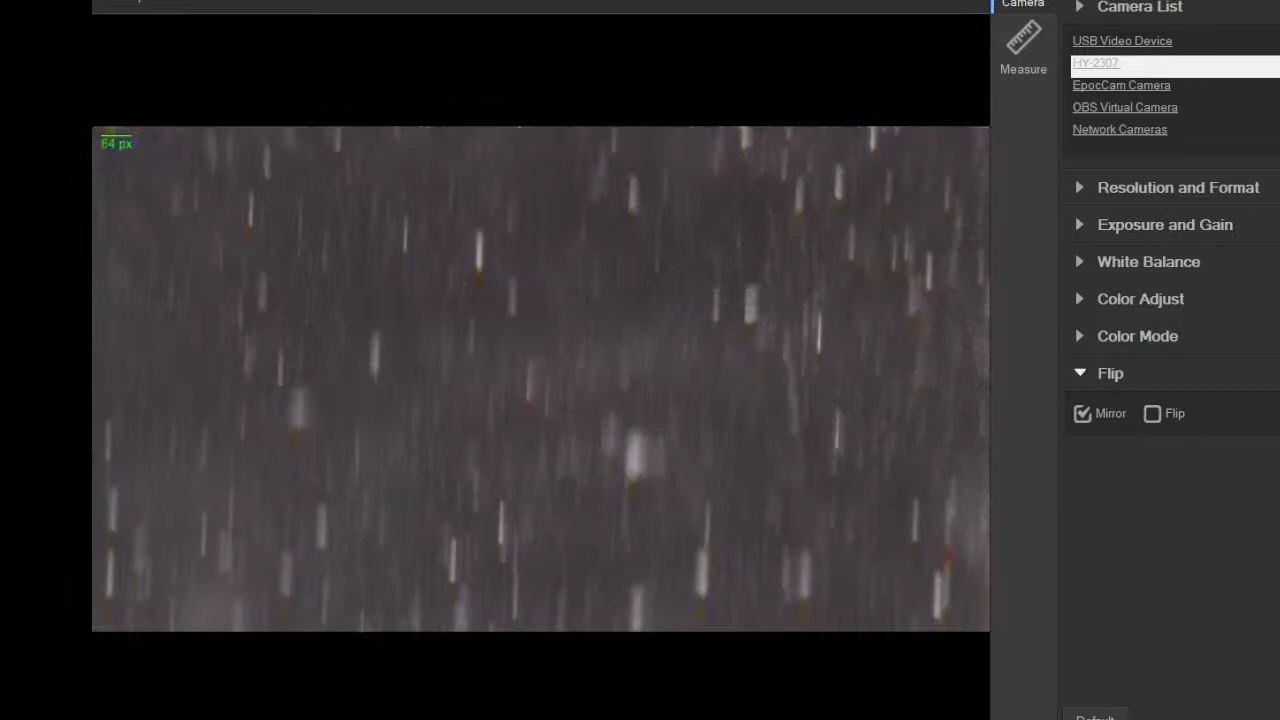 Camera
Camera List
Measure
USB Video Device
HY-2307
EpocCam Camera
OBS Virtual Camera
Network Cameras
64 px
Resolution and Format
Exposure and Gain
White Balance
Color Adjust
Color Mode
Flip
Mirror
Flip
Default